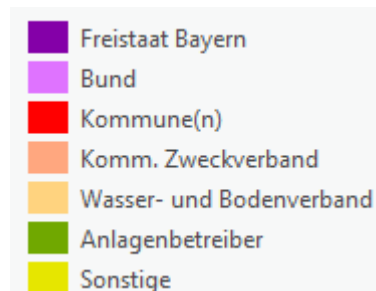 Freistaat Bayern
Bund
Kommune(n)
Komm. Zweckverband
Wasser- und Bodenverband
Anlagenbetreiber
Sonstige